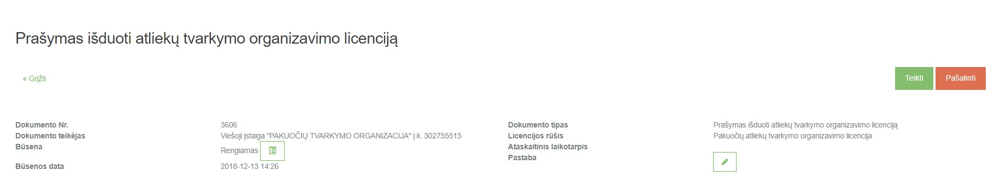 Prašymas išduoti atliekų tvarkymo organizavimo licenciją
« Grįžti
Teikti
Pašalinti
Dokumento Nr. 3606
Dokumento teikėjas Viešoji įstaiga "PAKUOČIŲ TVARKYMO ORGANIZACIJA" į.k. 302755513
Būsena Rengiamas
Būsenos data 2018-12-13 14:26
Dokumento tipas Prašymas išduoti atliekų tvarkymo organizavimo licenciją
Licencijos rūšis Pakuočių atliekų tvarkymo organizavimo licencija
Ataskaitinis laikotarpis
Pastaba